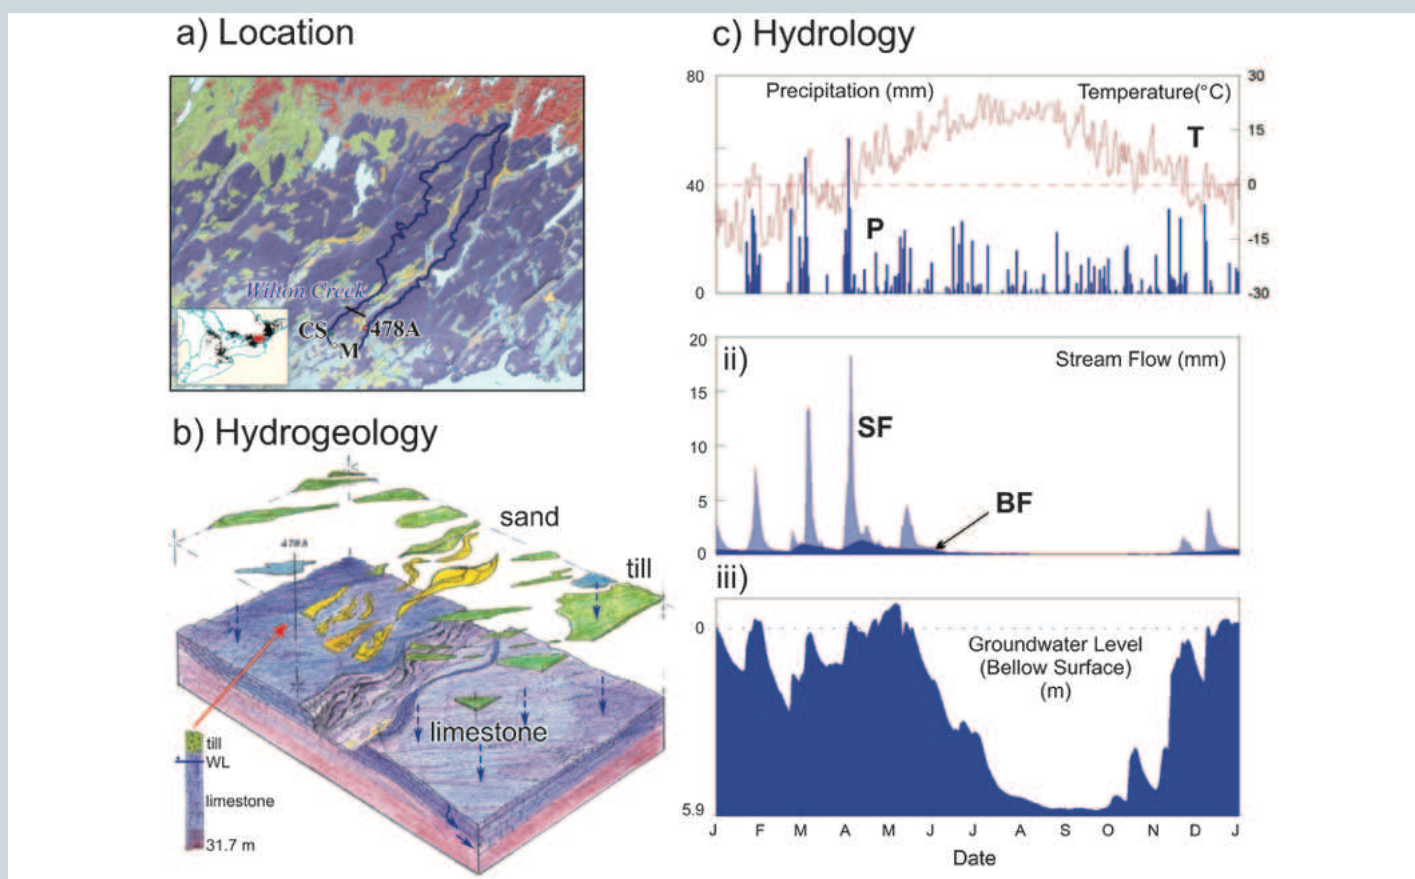 a) Location
Wilton Creek
CS
478A
M
b) Hydrogeology
sand
478A
till
limestone
till
WL
limestone
31.7 m
c) Hydrology
80
Precipitation (mm)
Temperature(°C)
30
T
15
40
0
P
-15
0
-30
20
ii)
Stream Flow (mm)
15
SF
10
BF
5
0
iii)
0
Groundwater Level
(Bellow Surface)
(m)
5.9
J F M A M J J A S O N D J
Date